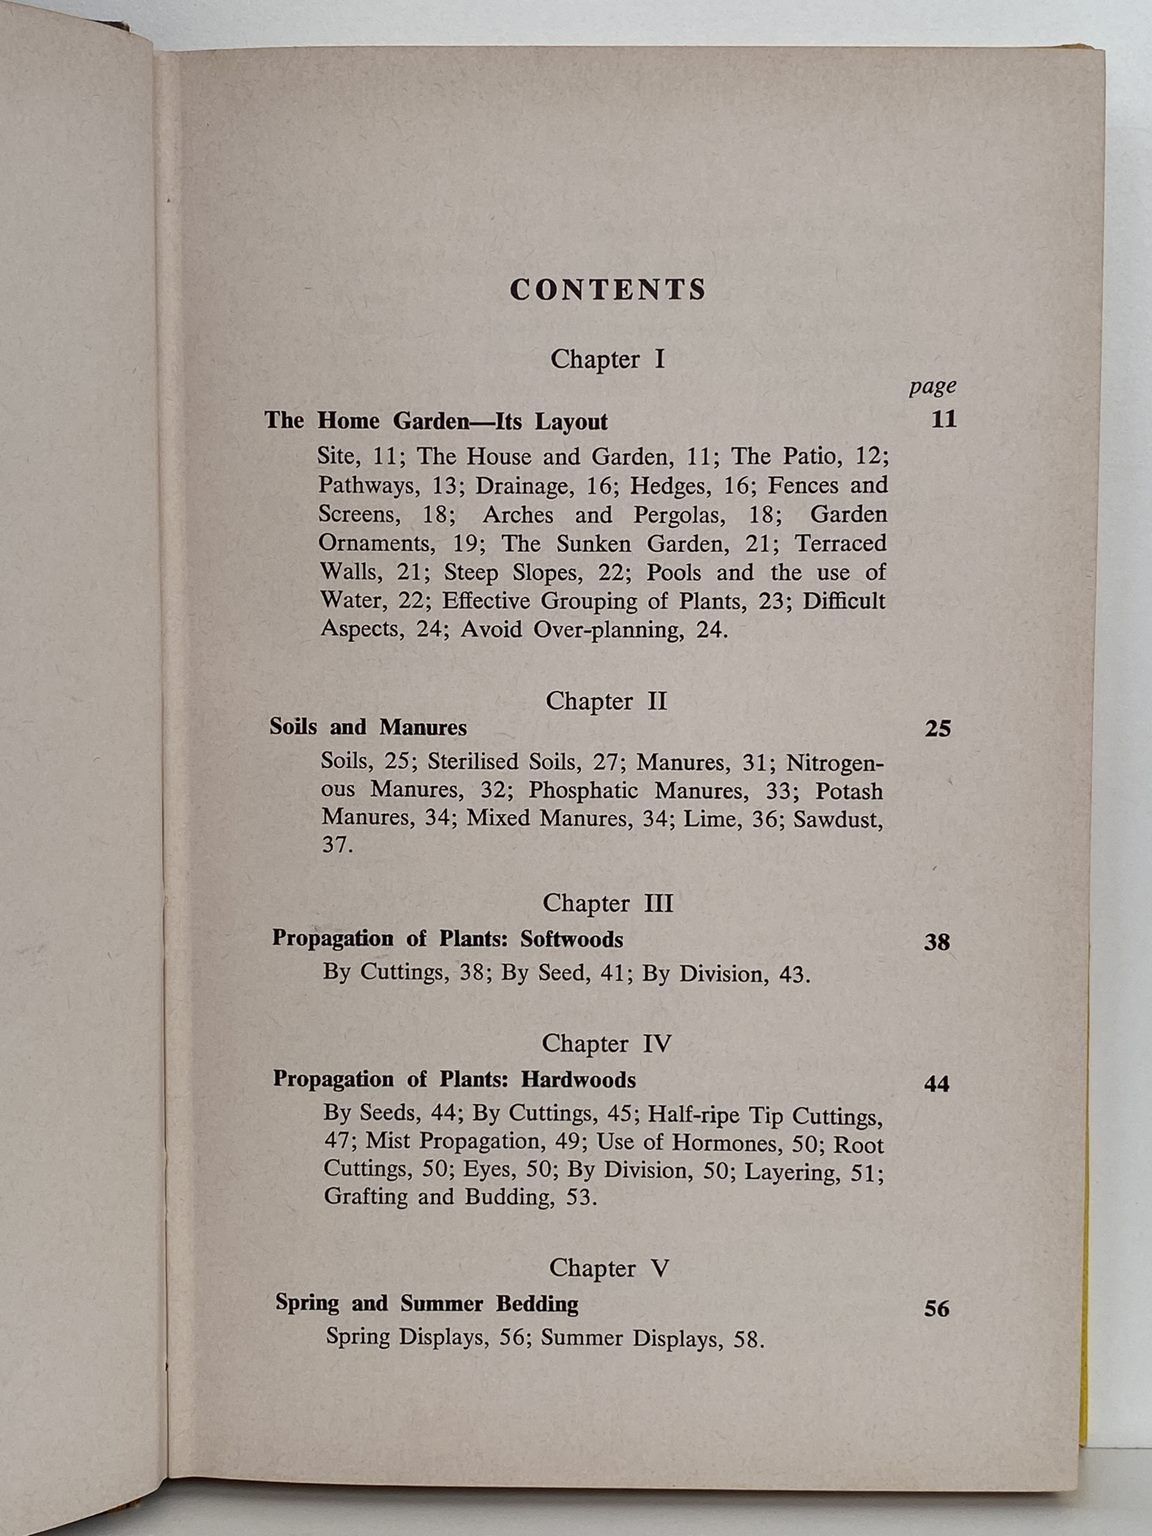 CONTENTS
Chapter I
page
The Home Garden—Its Layout 11
Site, 11; The House and Garden, 11; The Patio, 12;
Pathways, 13; Drainage, 16; Hedges, 16; Fences and
Screens, 18; Arches and Pergolas, 18; Garden
Ornaments, 19; The Sunken Garden, 21; Terraced
Walls, 21; Steep Slopes, 22; Pools and the use of
Water, 22; Effective Grouping of Plants, 23; Difficult
Aspects, 24; Avoid Over-planning, 24.
Chapter II
Soils and Manures 25
Soils, 25; Sterilised Soils, 27; Manures, 31; Nitrogen-
ous Manures, 32; Phosphatic Manures, 33; Potash
Manures, 34; Mixed Manures, 34; Lime, 36; Sawdust,
37.
Chapter III
Propagation of Plants: Softwoods 38
By Cuttings, 38; By Seed, 41; By Division, 43.
Chapter IV
Propagation of Plants: Hardwoods 44
By Seeds, 44; By Cuttings, 45; Half-ripe Tip Cuttings,
47; Mist Propagation, 49; Use of Hormones, 50; Root
Cuttings, 50; Eyes, 50; By Division, 50; Layering, 51;
Grafting and Budding, 53.
Chapter V
Spring and Summer Bedding 56
Spring Displays, 56; Summer Displays, 58.